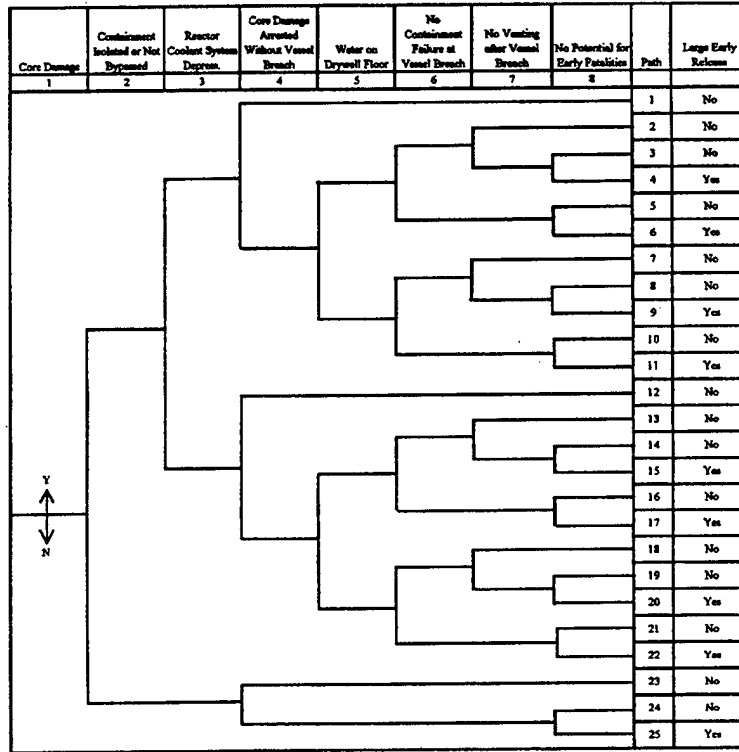 Core Damage
Containment
Isolated or Not
Bypassed
Reactor
Coolant System
Depress.
Core Damage
Arrested
Without Vessel
Breach
Water on
Drywell Floor
No
Containment
Failure at
Vessel Breach
No Venting
after Vessel
Breach
No Potential for
Early Fatalities
Path
Large Early
Release
1 2 3 4 5 6 7 8
1 No
2 No
3 No
4 Yes
5 No
6 Yes
7 No
8 No
9 Yes
10 No
11 Yes
12 No
13 No
14 No
15 Yes
16 No
17 Yes
18 No
19 No
20 Yes
21 No
22 Yes
23 No
24 No
25 Yes
Y
N